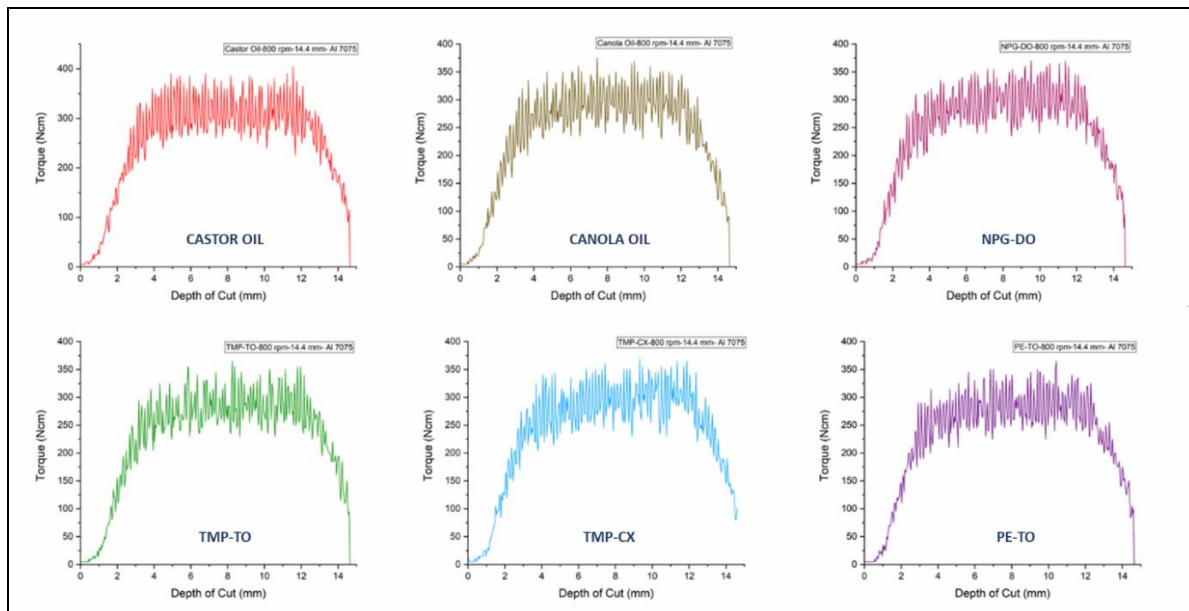 Castor Oil-800 rpm-14.4 mm- Al 7075
400
300
200
100
0
Torque (Ncm)
CASTOR OIL
0 2 4 6 8 10 12 14
Depth of Cut (mm)
Canola Oil-800 rpm-14.4 mm- Al 7075
400
350
300
250
200
150
100
50
0
Torque (Ncm)
CANOLA OIL
0 2 4 6 8 10 12 14
Depth of Cut (mm)
NPG-DO-800 rpm-14.4 mm- Al 7075
400
350
300
250
200
150
100
50
0
Torque (Ncm)
NPG-DO
0 2 4 6 8 10 12 14
Depth of Cut (mm)
TMP-TO-800 rpm-14.4 mm- Al 7075
400
350
300
250
200
150
100
50
0
Torque (Ncm)
TMP-TO
0 2 4 6 8 10 12 14
Depth of Cut (mm)
TMP-CX-800 rpm-14.4 mm- Al 7075
400
350
300
250
200
150
100
50
0
Torque (Ncm)
TMP-CX
0 2 4 6 8 10 12 14
Depth of Cut (mm)
PE-TO-800 rpm-14.4 mm- Al 7075
400
350
300
250
200
150
100
50
0
Torque (Ncm)
PE-TO
0 2 4 6 8 10 12 14
Depth of Cut (mm)